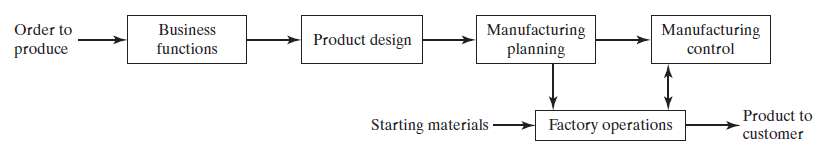 Order to
produce
Business
functions
Product design
Manufacturing
planning
Manufacturing
control
Starting materials
Factory operations
Product to
customer